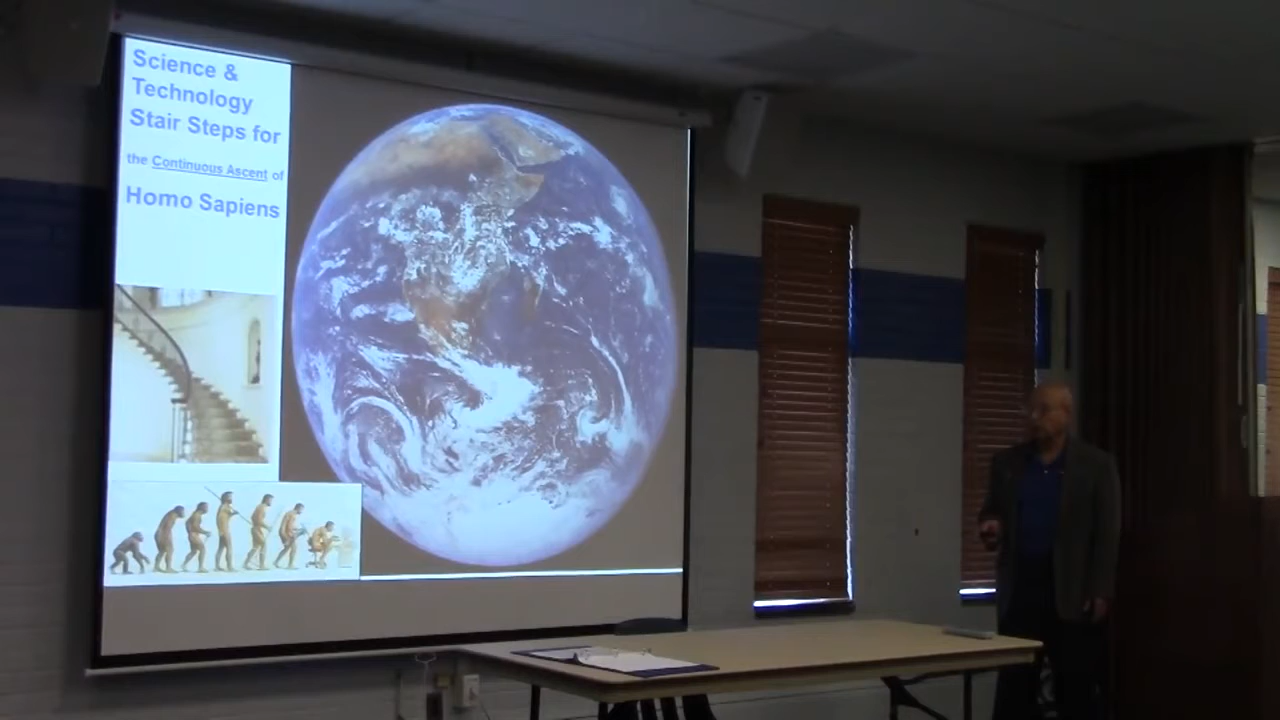 Science &
Technology
Stair Steps for
the Continuous Ascent of
Homo Sapiens